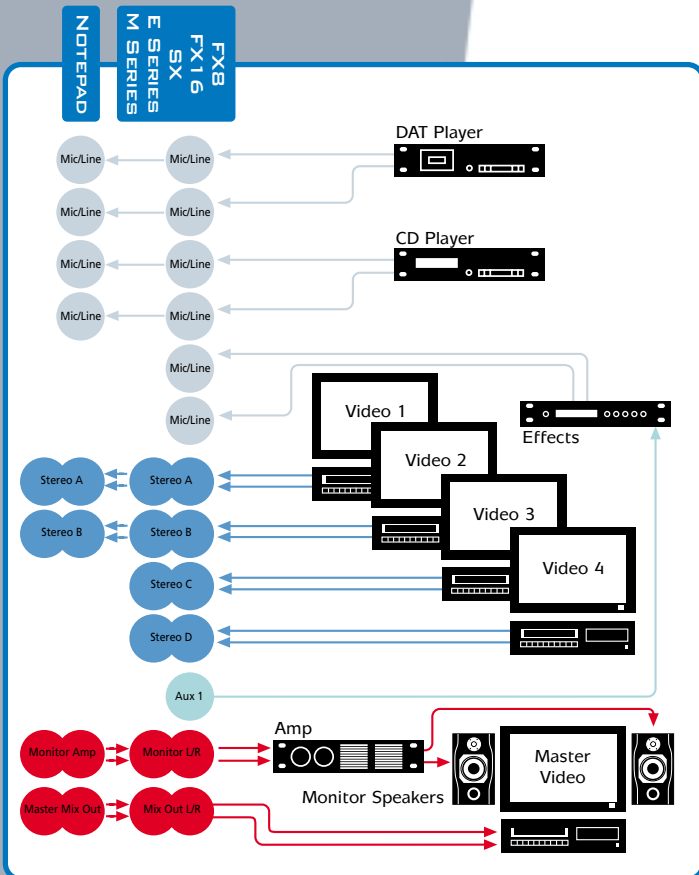 NOTEPAD
FX8
FX16
SX
E SERIES
M SERIES
DAT Player
Mic/Line
Mic/Line
Mic/Line
Mic/Line
CD Player
Mic/Line
Mic/Line
Mic/Line
Mic/Line
Mic/Line
Mic/Line
Effects
Video 1
Video 2
Video 3
Video 4
Stereo A
Stereo A
Stereo B
Stereo B
Stereo C
Stereo D
Aux 1
Amp
Monitor Amp
Monitor L/R
Master
Video
Monitor Speakers
Master Mix Out
Mix Out L/R